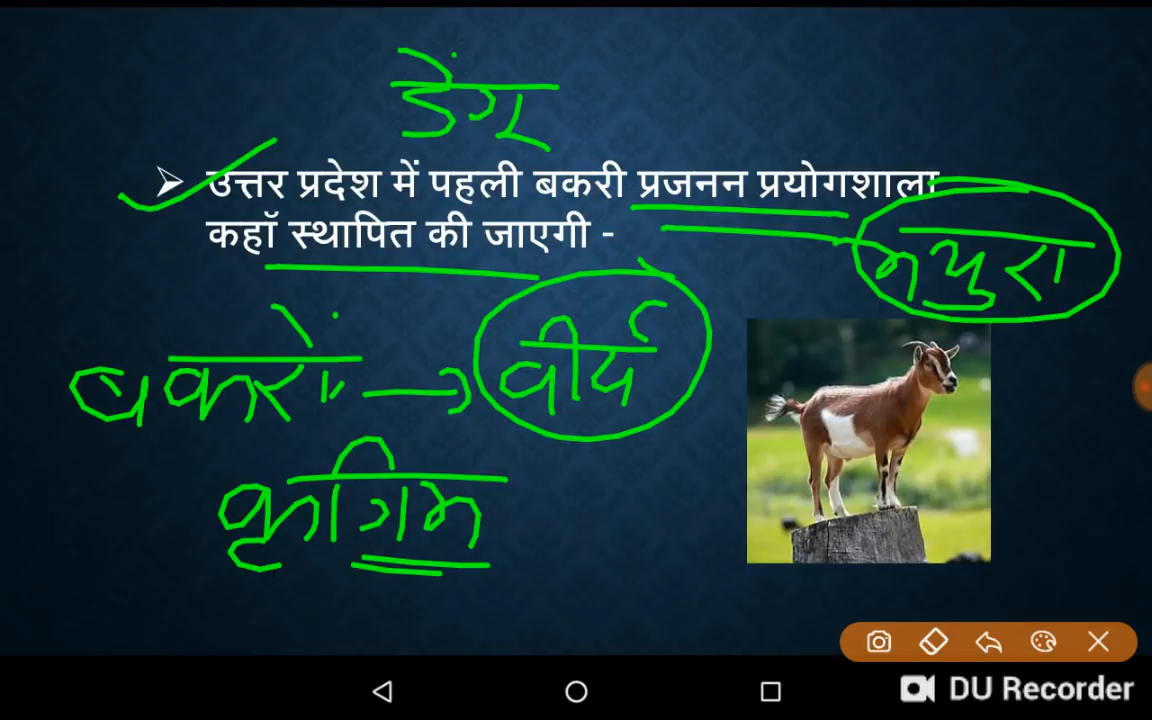 डेंगू
➤ उत्तर प्रदेश में पहली बकरी प्रजनन प्रयोगशाला
कहॉ स्थापित की जाएगी -
मथुरा
बकरों → वीर्य
कृत्रिम
DU Recorder